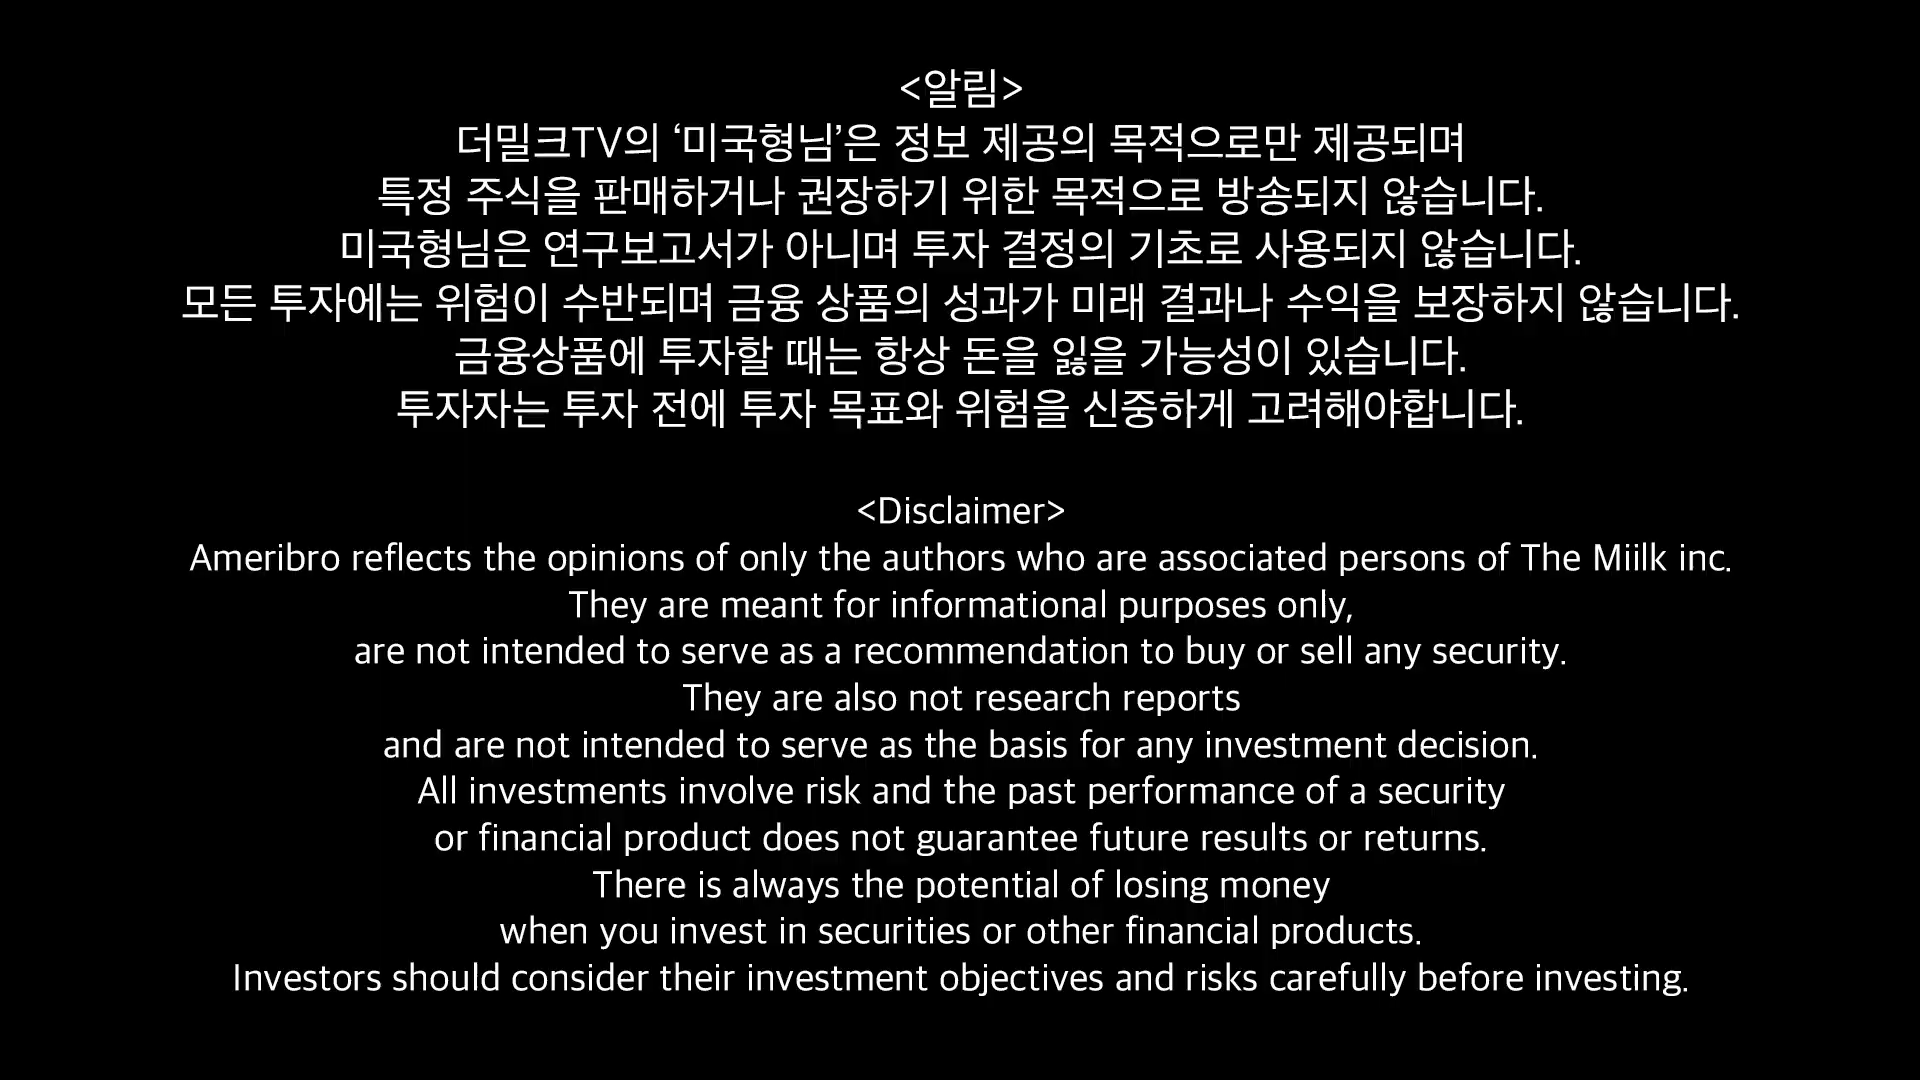 <알림>
더밀크TV의 ‘미국형님’은 정보 제공의 목적으로만 제공되며
특정 주식을 판매하거나 권장하기 위한 목적으로 방송되지 않습니다.
미국형님은 연구보고서가 아니며 투자 결정의 기초로 사용되지 않습니다.
모든 투자에는 위험이 수반되며 금융 상품의 성과가 미래 결과나 수익을 보장하지 않습니다.
금융상품에 투자할 때는 항상 돈을 잃을 가능성이 있습니다.
투자자는 투자 전에 투자 목표와 위험을 신중하게 고려해야합니다.
<Disclaimer>
Ameribro reflects the opinions of only the authors who are associated persons of The Miilk inc.
They are meant for informational purposes only,
are not intended to serve as a recommendation to buy or sell any security.
They are also not research reports
and are not intended to serve as the basis for any investment decision.
All investments involve risk and the past performance of a security
or financial product does not guarantee future results or returns.
There is always the potential of losing money
when you invest in securities or other financial products.
Investors should consider their investment objectives and risks carefully before investing.